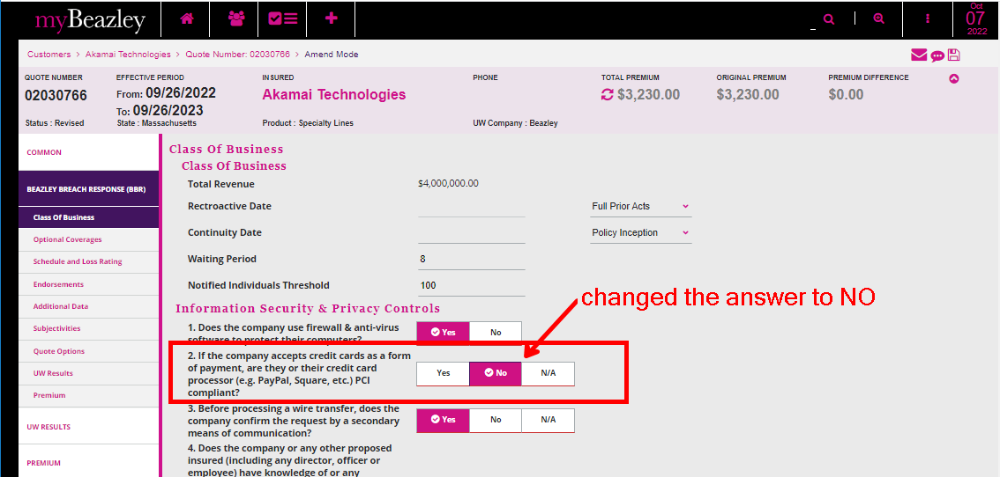 myBeazley
Oct
07
2022
Customers > Akamai Technologies > Quote Number: 02030766 > Amend Mode
QUOTE NUMBER EFFECTIVE PERIOD INSURED PHONE TOTAL PREMIUM ORIGINAL PREMIUM PREMIUM DIFFERENCE
02030766 From: 09/26/2022 Akamai Technologies $3,230.00 $3,230.00 $0.00
To: 09/26/2023
Status : Revised State : Massachusetts Product : Specialty Lines UW Company : Beazley
COMMON
BEAZLEY BREACH RESPONSE (BBR)
Class Of Business
Optional Coverages
Schedule and Loss Rating
Endorsements
Additional Data
Subjectivities
Quote Options
UW Results
Premium
UW RESULTS
PREMIUM
Class Of Business
Class Of Business
Total Revenue $4,000,000.00
Rectroactive Date Full Prior Acts
Continuity Date Policy Inception
Waiting Period 8
Notified Individuals Threshold 100
changed the answer to NO
Information Security & Privacy Controls
1. Does the company use firewall & anti-virus
software to protect their computers?
Yes No
2. If the company accepts credit cards as a form
of payment, are they or their credit card
processor (e.g. PayPal, Square, etc.) PCI
compliant?
Yes No N/A
3. Before processing a wire transfer, does the
company confirm the request by a secondary
means of communication?
Yes No N/A
4. Does the company or any other proposed
insured (including any director, officer or
employee) have knowledge of or any